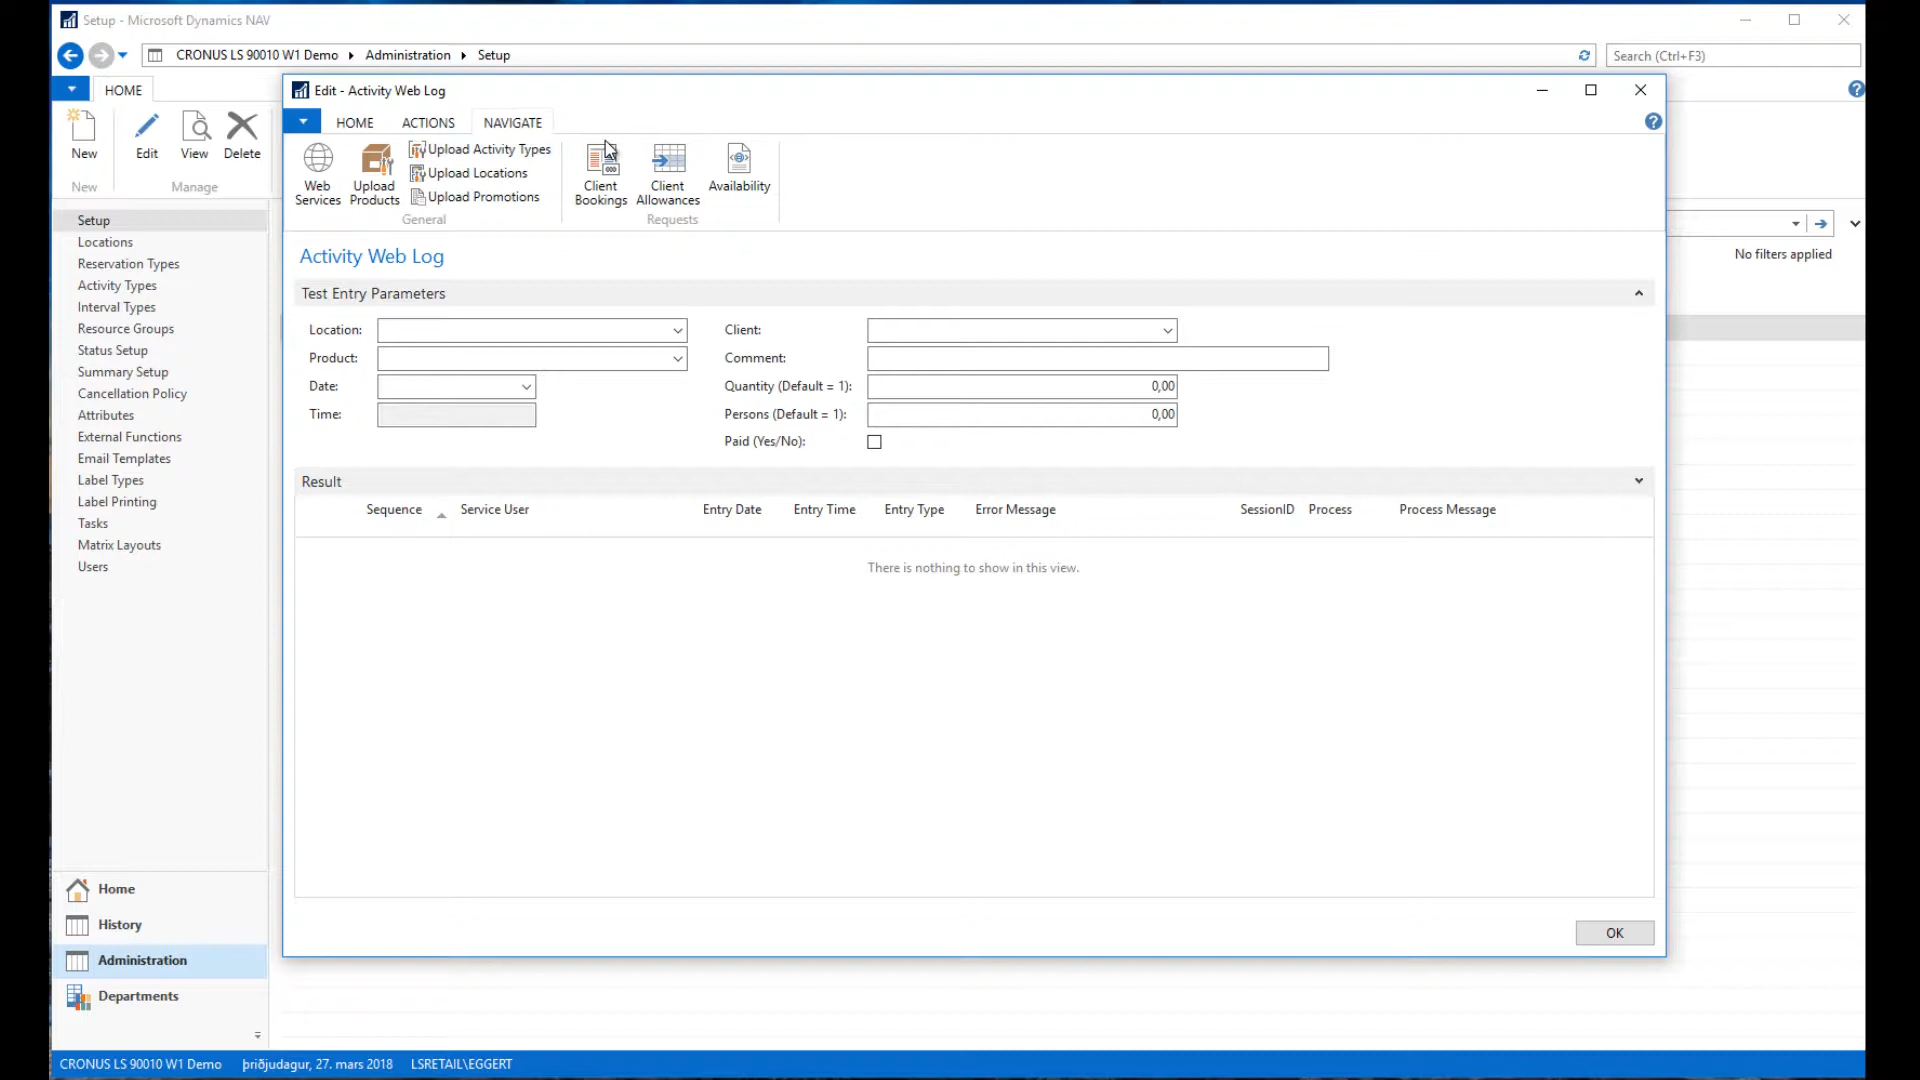 Setup - Microsoft Dynamics NAV
CRONUS LS 90010 W1 Demo Administration Setup
Search (Ctrl+F3)
HOME
New
Edit
View
Delete
New
Manage
Setup
Locations
Reservation Types
Activity Types
Interval Types
Resource Groups
Status Setup
Summary Setup
Cancellation Policy
Attributes
External Functions
Email Templates
Label Types
Label Printing
Tasks
Matrix Layouts
Users
Home
History
Administration
Departments
Edit - Activity Web Log
HOME ACTIONS NAVIGATE
Web Services
Upload Products
Upload Activity Types
Upload Locations
Upload Promotions
General
Client Bookings
Client Allowances
Availability
Requests
No filters applied
Activity Web Log
Test Entry Parameters
Location:
Product:
Date:
Time:
Client:
Comment:
Quantity (Default = 1): 0,00
Persons (Default = 1): 0,00
Paid (Yes/No):
Result
Sequence Service User Entry Date Entry Time Entry Type Error Message SessionID Process Process Message
There is nothing to show in this view.
OK
CRONUS LS 90010 W1 Demo þriðjudagur, 27. mars 2018 LSRETAIL\EGGERT